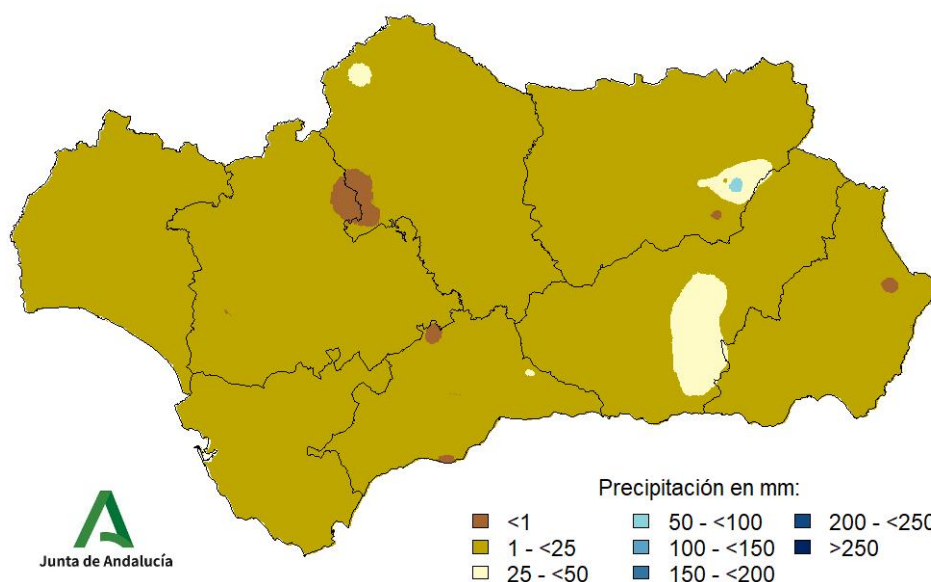 Precipitación en mm:
<1
50 - <100
200 - <250
1 - <25
100 - <150
>250
25 - <50
150 - <200
Junta de Andalucía